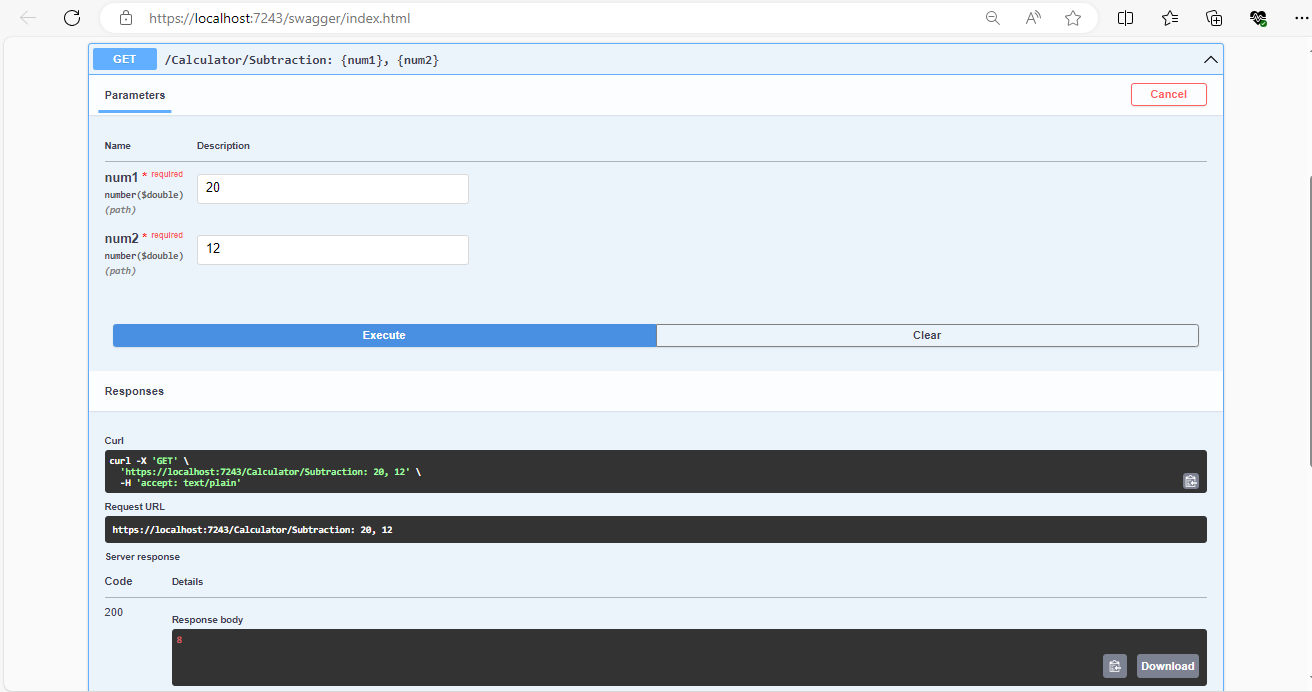 https://localhost:7243/swagger/index.html
GET /Calculator/Subtraction: {num1}, {num2}
Parameters
Cancel
Name Description
num1 * required
number($double)
(path)
20
num2 * required
number($double)
(path)
12
Execute Clear
Responses
Curl
curl -X 'GET' \
'https://localhost:7243/Calculator/Subtraction: 20, 12' \
-H 'accept: text/plain'
Request URL
https://localhost:7243/Calculator/Subtraction: 20, 12
Server response
Code Details
200
Response body
8
Download